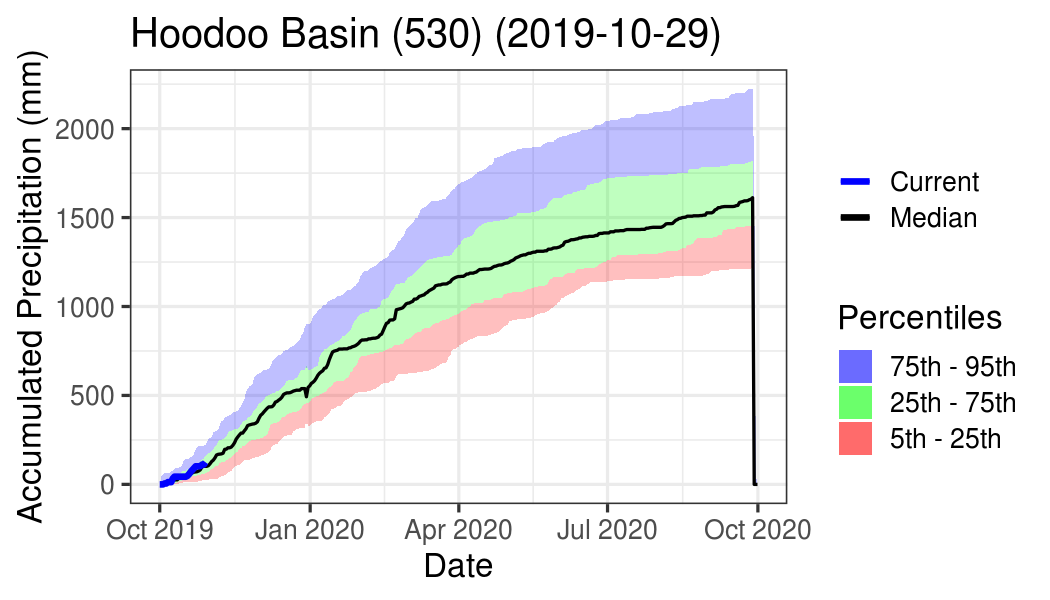 Hoodoo Basin (530) (2019-10-29)
Accumulated Precipitation (mm)
2000
1500
1000
500
0
Oct 2019
Jan 2020
Apr 2020
Jul 2020
Oct 2020
Date
Current
Median
Percentiles
75th - 95th
25th - 75th
5th - 25th